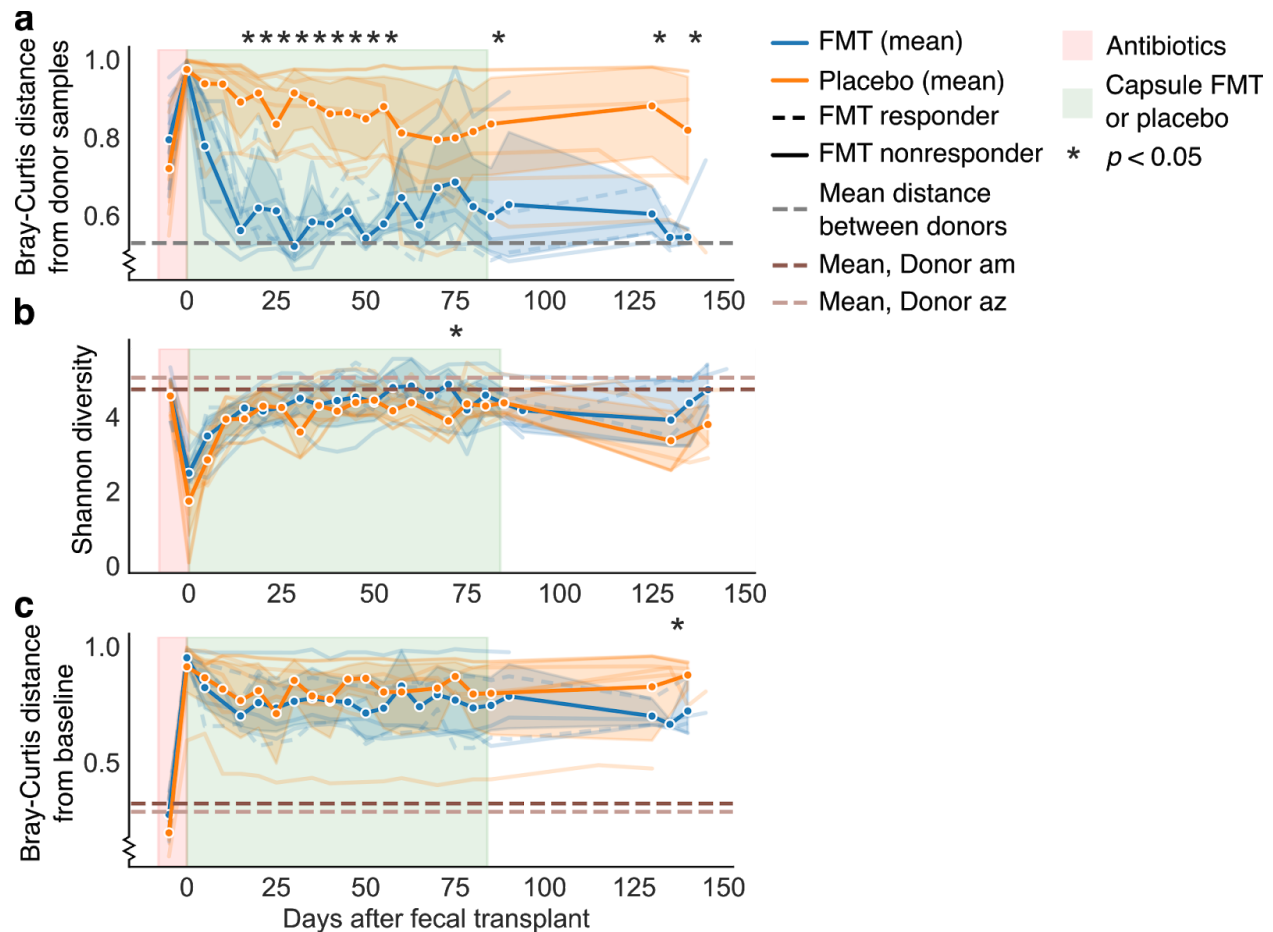 a
* * * * * * * * * * * *
Bray-Curtis distance
from donor samples
1.0
0.8
0.6
0 25 50 75 100 125 150
FMT (mean)
Placebo (mean)
FMT responder
FMT nonresponder
Mean distance
between donors
Mean, Donor am
Mean, Donor az
Antibiotics
Capsule FMT
or placebo
* p < 0.05
b
*
Shannon diversity
4
2
0
0 25 50 75 100 125 150
c
*
Bray-Curtis distance
from baseline
1.0
0.5
0 25 50 75 100 125 150
Days after fecal transplant